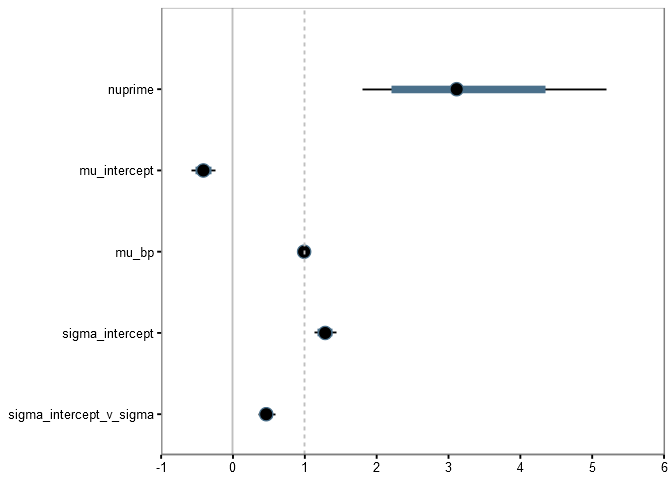 nuprime
mu_intercept
mu_bp
sigma_intercept
sigma_intercept_v_sigma
-1 0 1 2 3 4 5 6